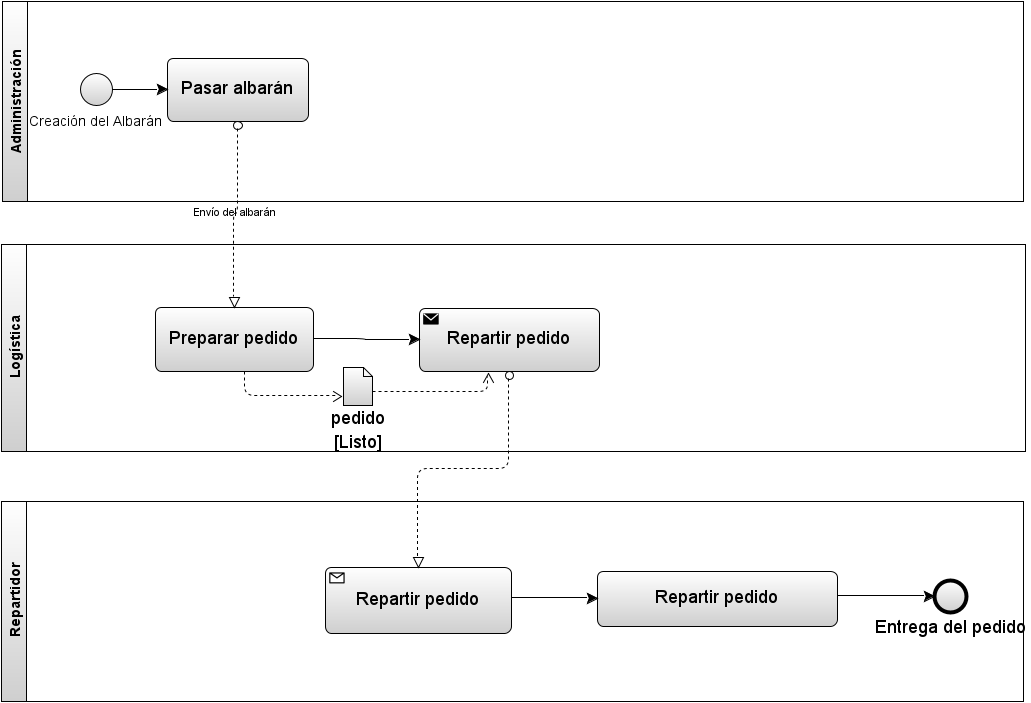 Administración
Creación del Albarán
Pasar albarán
Envío del albarán
Logística
Preparar pedido
Repartir pedido
pedido
[Listo]
Repartidor
Repartir pedido
Repartir pedido
Entrega del pedido